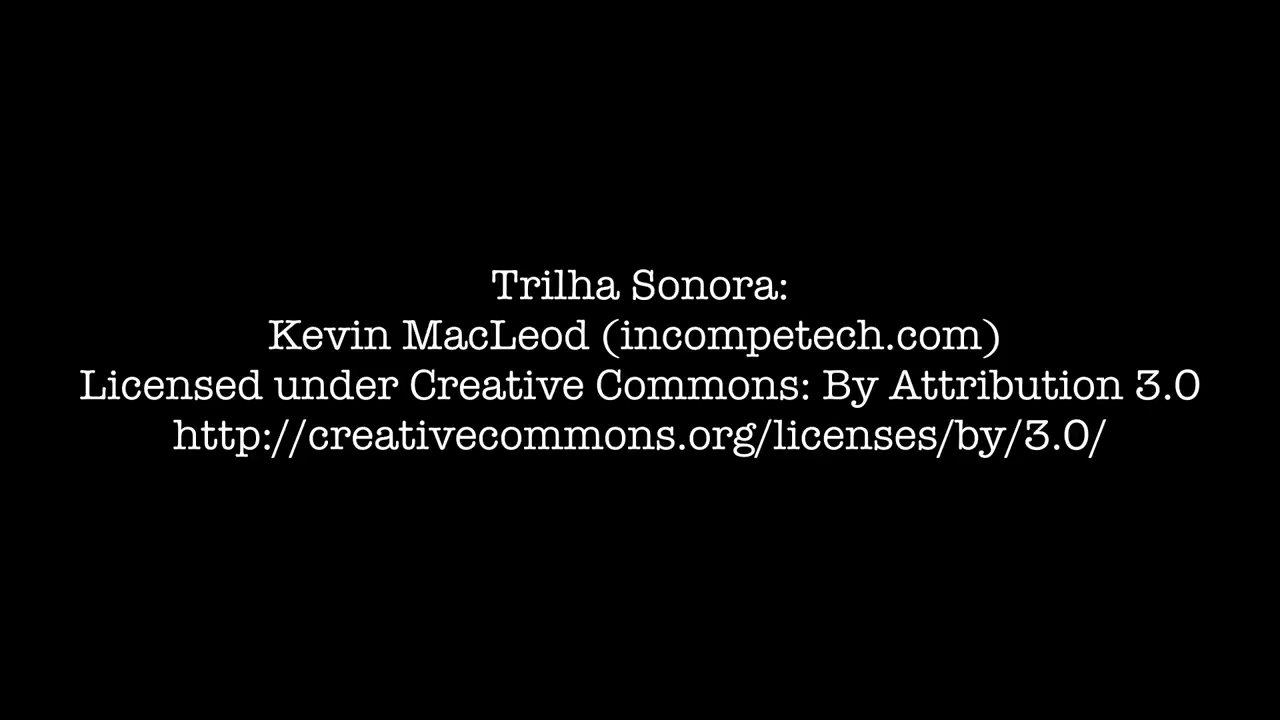 Trilha Sonora:
Kevin MacLeod (incompetech.com)
Licensed under Creative Commons: By Attribution 3.0
http://creativecommons.org/licenses/by/3.0/